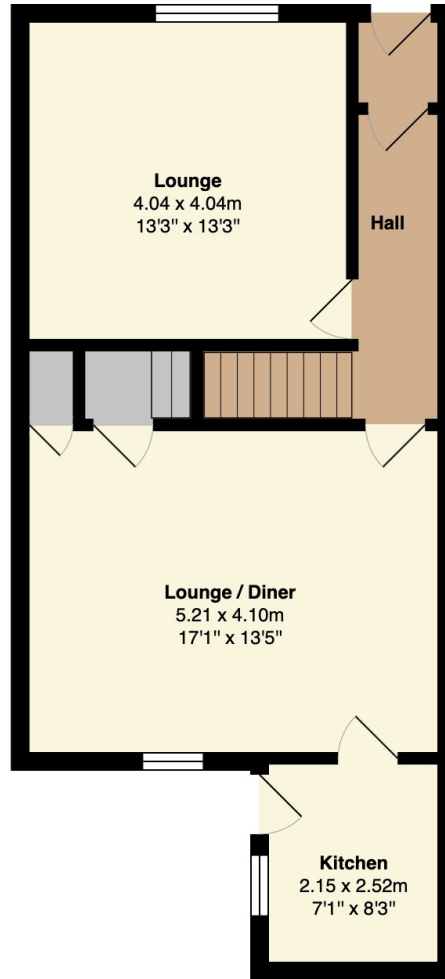 Lounge
4.04 x 4.04m
13'3" x 13'3"
Hall
Lounge / Diner
5.21 x 4.10m
17'1" x 13'5"
Kitchen
2.15 x 2.52m
7'1" x 8'3"